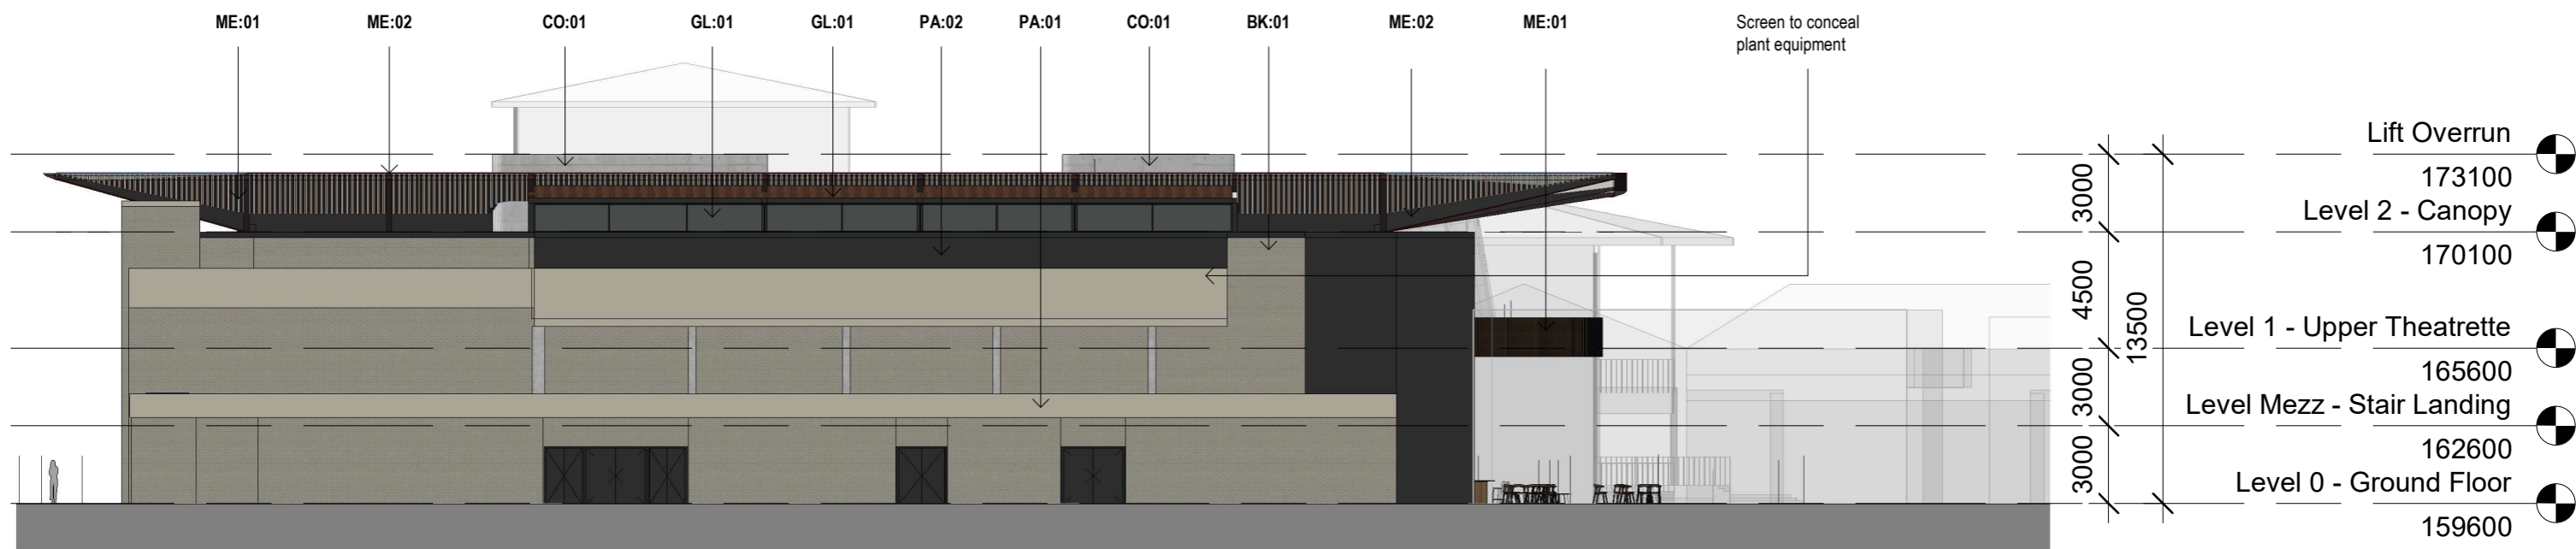 ME:01 ME:02 CO:01 GL:01 GL:01 PA:02 PA:01 CO:01 BK:01 ME:02 ME:01
Screen to conceal
plant equipment
Lift Overrun
173100
3000
Level 2 - Canopy
170100
4500
13500
Level 1 - Upper Theatrette
165600
3000
Level Mezz - Stair Landing
162600
3000
Level 0 - Ground Floor
159600